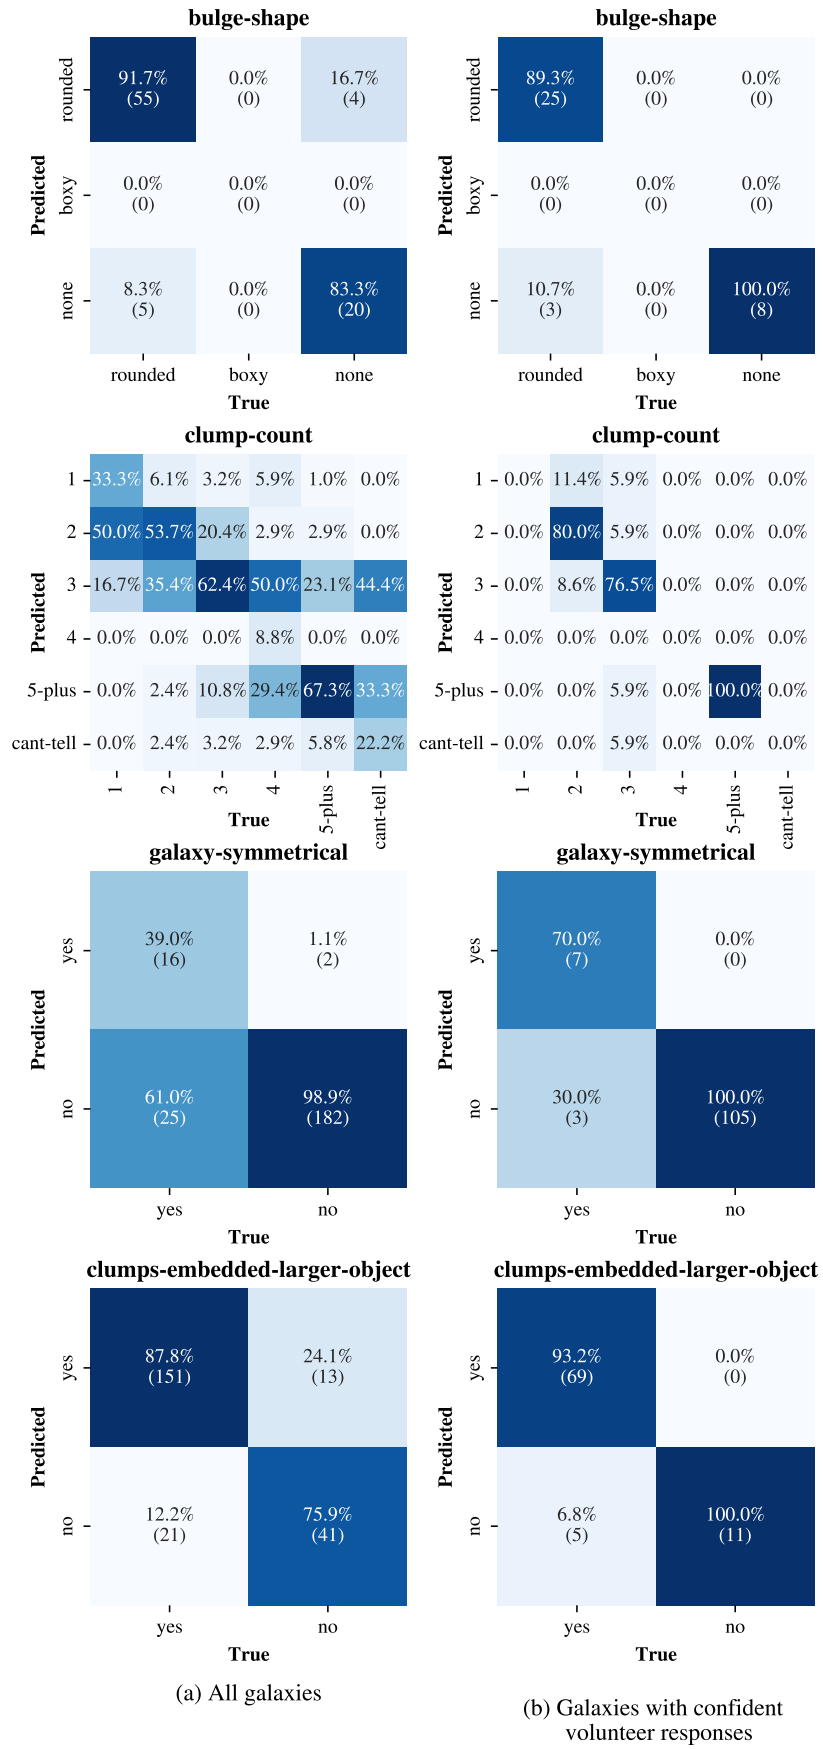 bulge-shape
bulge-shape
rounded
91.7% 0.0% 16.7%
(55) (0) (4)
rounded
89.3% 0.0% 0.0%
(25) (0) (0)
Predicted
boxy
0.0% 0.0% 0.0%
(0) (0) (0)
Predicted
boxy
0.0% 0.0% 0.0%
(0) (0) (0)
none
8.3% 0.0% 83.3%
(5) (0) (20)
none
10.7% 0.0% 100.0%
(3) (0) (8)
rounded boxy none
rounded boxy none
True
True
clump-count
clump-count
1 33.3% 6.1% 3.2% 5.9% 1.0% 0.0%
1 0.0% 11.4% 5.9% 0.0% 0.0% 0.0%
2 50.0% 53.7% 20.4% 2.9% 2.9% 0.0%
2 0.0% 80.0% 5.9% 0.0% 0.0% 0.0%
Predicted
3 16.7% 35.4% 62.4% 50.0% 23.1% 44.4%
Predicted
3 0.0% 8.6% 76.5% 0.0% 0.0% 0.0%
4 0.0% 0.0% 0.0% 8.8% 0.0% 0.0%
4 0.0% 0.0% 0.0% 0.0% 0.0% 0.0%
5-plus 0.0% 2.4% 10.8% 29.4% 67.3% 33.3%
5-plus 0.0% 0.0% 5.9% 0.0% 100.0% 0.0%
cant-tell 0.0% 2.4% 3.2% 2.9% 5.8% 22.2%
cant-tell 0.0% 0.0% 5.9% 0.0% 0.0% 0.0%
1 2 3 4 5-plus cant-tell
1 2 3 4 5-plus cant-tell
True
True
galaxy-symmetrical
galaxy-symmetrical
yes
39.0% 1.1%
(16) (2)
yes
70.0% 0.0%
(7) (0)
Predicted
Predicted
no
61.0% 98.9%
(25) (182)
no
30.0% 100.0%
(3) (105)
yes no
yes no
True
True
clumps-embedded-larger-object
clumps-embedded-larger-object
yes
87.8% 24.1%
(151) (13)
yes
93.2% 0.0%
(69) (0)
Predicted
Predicted
no
12.2% 75.9%
(21) (41)
no
6.8% 100.0%
(5) (11)
yes no
yes no
True
True
(a) All galaxies
(b) Galaxies with confident
volunteer responses